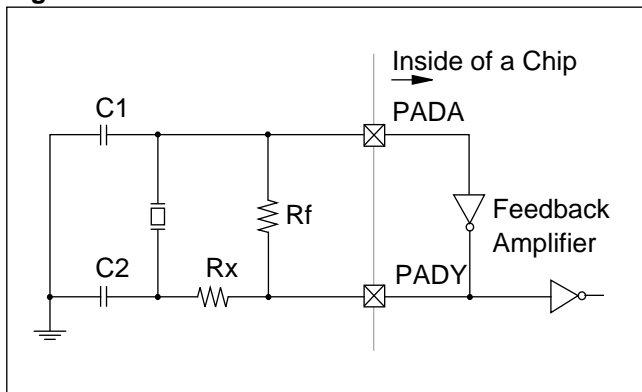 Inside of a Chip
C1
PADA
Rf
Feedback
Amplifier
C2
Rx
PADY